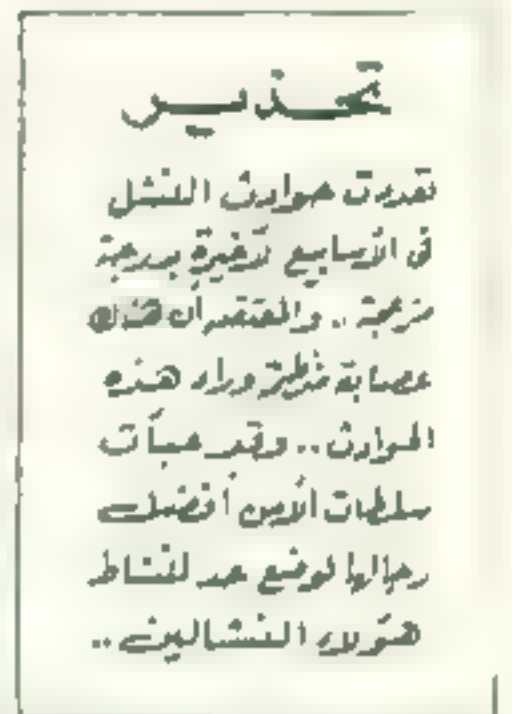 تحذير
تعددت حوادث النشل
فى الأسابيع الأخيرة بدرجة
مزعجة .. والمعتقد أن هناك
عصابة خطيرة وراء هذه
الحوادث .. وقد عبأت
سلطات الأمن أفضل
رجالها لوضع حد لنشاط
هؤلاء النشالين ..